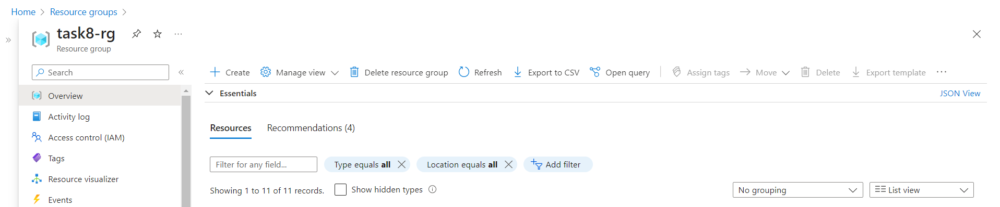 Home > Resource groups >
task8-rg
Resource group
Search
Create Manage view Delete resource group Refresh Export to CSV Open query Assign tags Move Delete Export template
Essentials JSON View
Overview
Activity log
Access control (IAM)
Tags
Resource visualizer
Events
Resources Recommendations (4)
Filter for any field... Type equals all Location equals all Add filter
Showing 1 to 11 of 11 records. Show hidden types No grouping List view